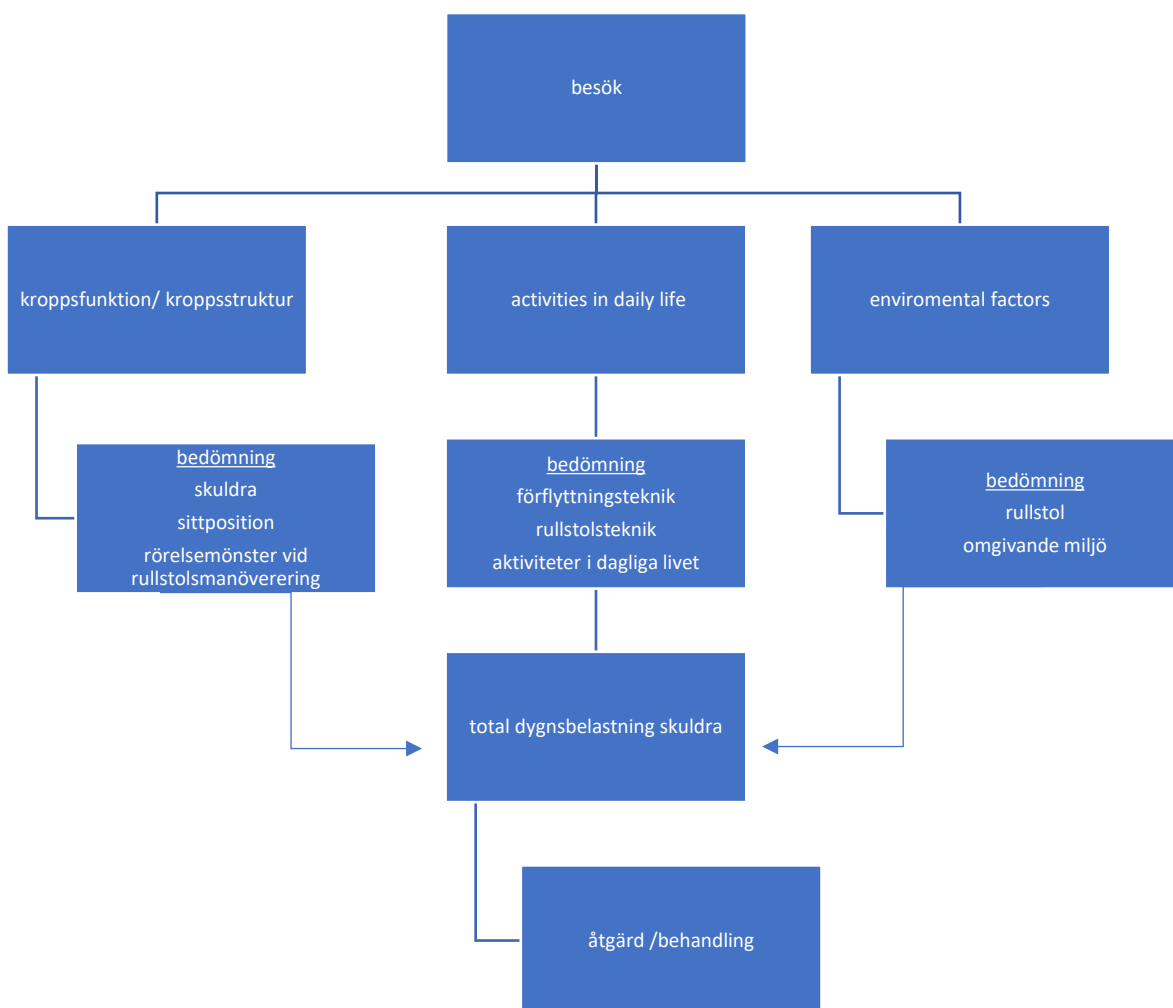 besök
kroppsfunktion/ kroppsstruktur
activities in daily life
enviromental factors
bedömning
skuldra
sittposition
rörelsemönster vid
rullstolsmanöverering
bedömning
förflyttningsteknik
rullstolsteknik
aktiviteter i dagliga livet
bedömning
rullstol
omgivande miljö
total dygnsbelastning skuldra
åtgärd /behandling